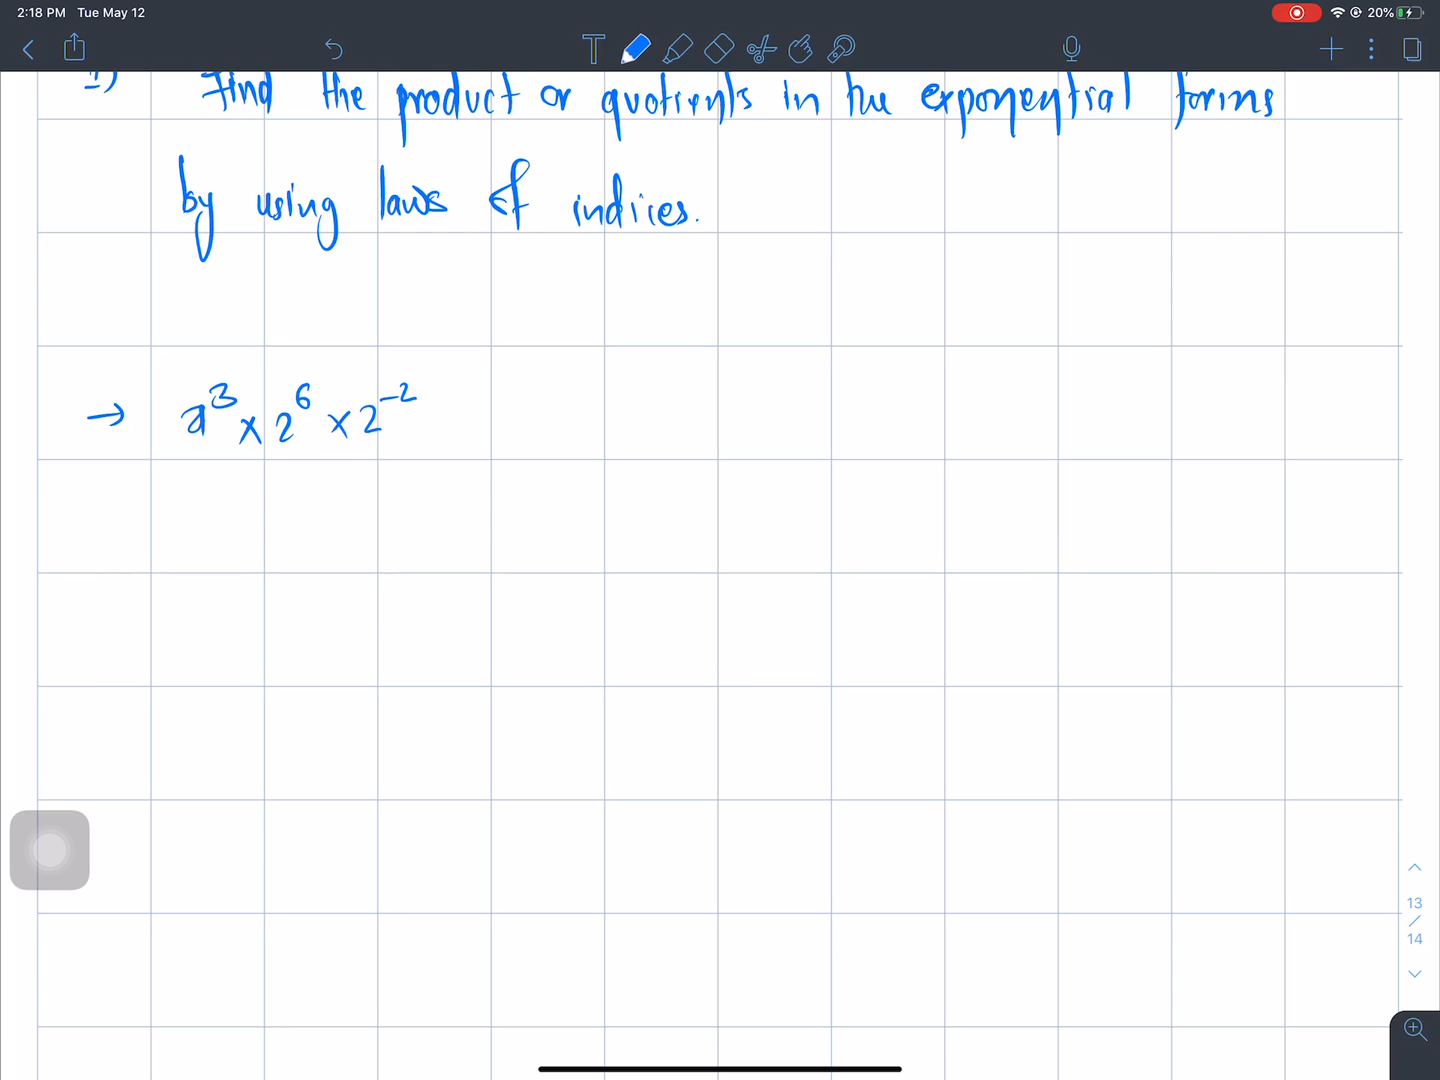 2:18 PM Tue May 12 20%
Find the product or quotients in the exponential forms
by using laws of indices.
→ 2³ × 2⁶ × 2⁻²
13
/
14